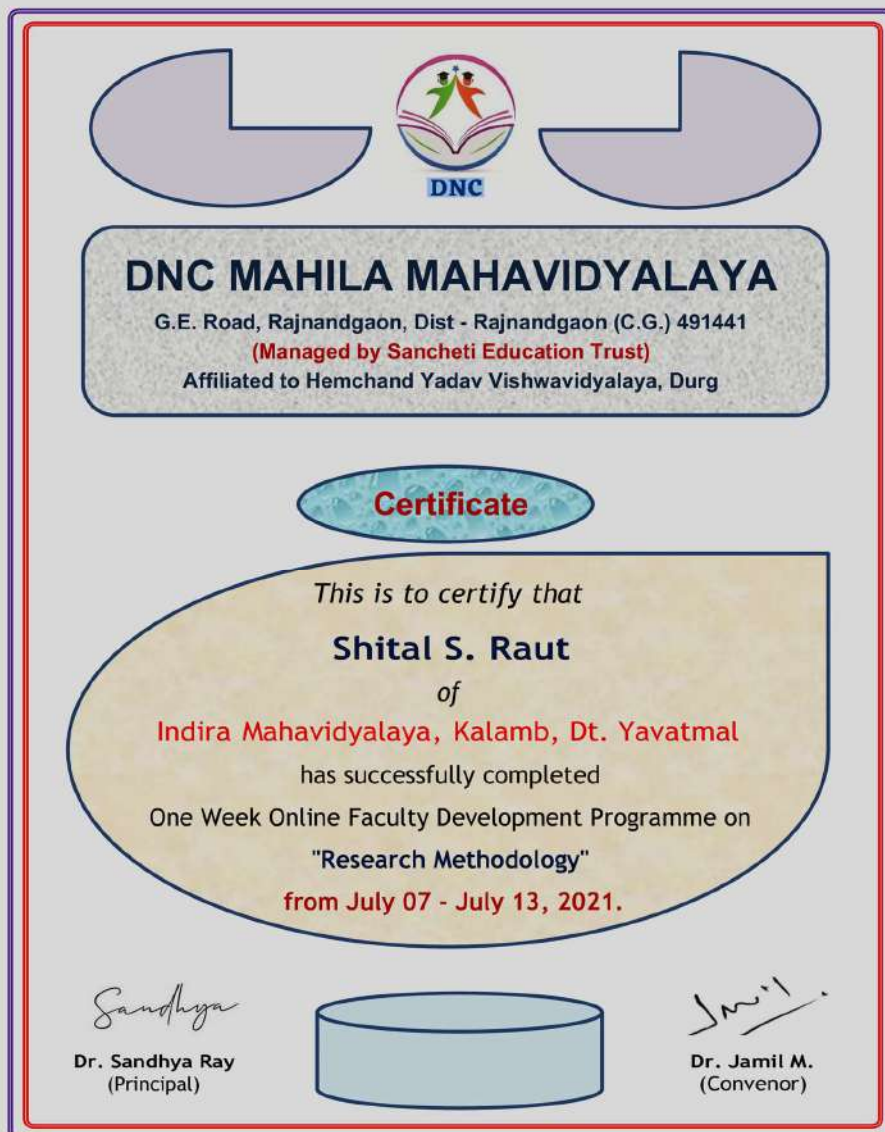 DNC
DNC MAHILA MAHAVIDYALAYA
G.E. Road, Rajnandgaon, Dist - Rajnandgaon (C.G.) 491441
(Managed by Sancheti Education Trust)
Affiliated to Hemchand Yadav Vishwavidyalaya, Durg
Certificate
This is to certify that
Shital S. Raut
of
Indira Mahavidyalaya, Kalamb, Dt. Yavatmal
has successfully completed
One Week Online Faculty Development Programme on
"Research Methodology"
from July 07 - July 13, 2021.
Sandhya
Dr. Sandhya Ray
(Principal)
Jamil
Dr. Jamil M.
(Convenor)